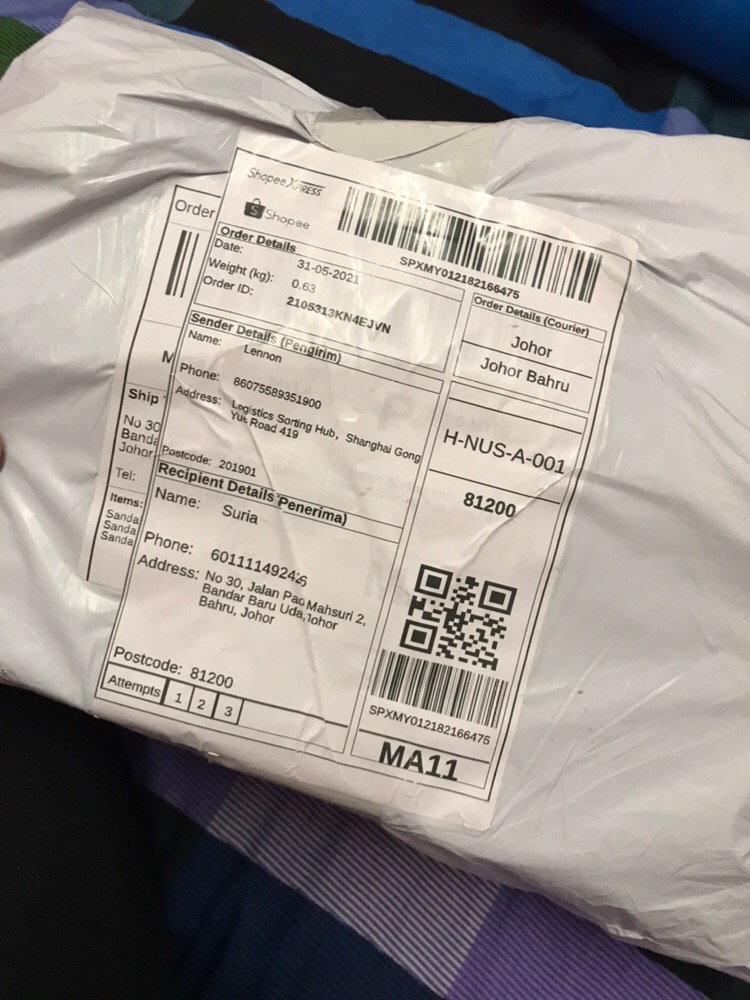 ShopeeXPRESS
Shopee
SPXMY012182166475
Order Details
Date: 31-05-2021
Weight (kg): 0.63
Order ID: 2105313KN4EJVN
Order Details (Courier)
Johor
Johor Bahru
Sender Details (Pengirim)
Name: Lennon
Phone: 86075589351900
Address: Logistics Sorting Hub, Shanghai Gong
Yue Road 419
Postcode: 201901
H-NUS-A-001
81200
Recipient Details (Penerima)
Name: Suria
Phone:
Address: No 30, Jalan Pad Mahsuri 2,
Bandar Baru Uda, Johor
Bahru, Johor
Postcode: 81200
Attempts 1 2 3
SPXMY012182166475
MA11
Order
M
Ship
No 30
Banda
Johor
Tel:
Items:
Sanda
Sanda
Sanda